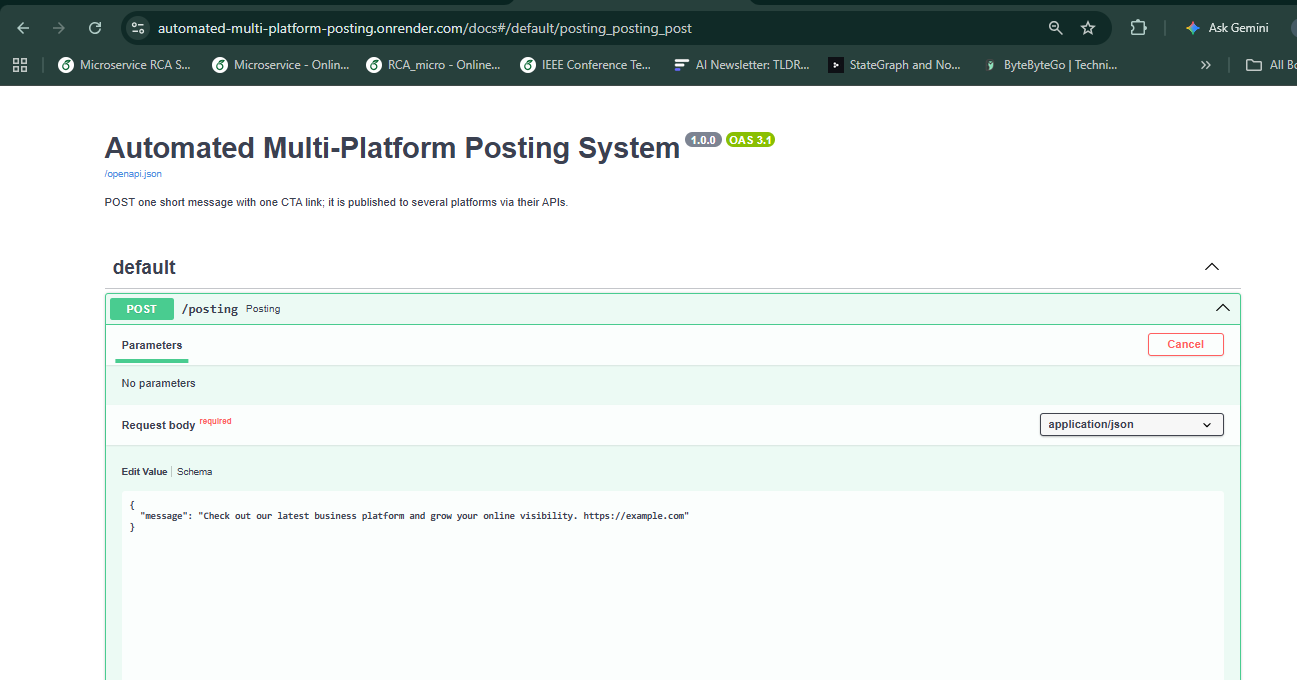 automated-multi-platform-posting.onrender.com/docs#/default/posting_posting_post
Ask Gemini
Microservice RCA S...
Microservice - Onlin...
RCA_micro - Online...
IEEE Conference Te...
AI Newsletter: TLDR...
StateGraph and No...
ByteByteGo | Techni...
»
All Bo
Automated Multi-Platform Posting System 1.0.0 OAS 3.1
/openapi.json
POST one short message with one CTA link; it is published to several platforms via their APIs.
default
POST /posting Posting
Parameters
Cancel
No parameters
Request body required
application/json
Edit Value | Schema
{
"message": "Check out our latest business platform and grow your online visibility. https://example.com"
}